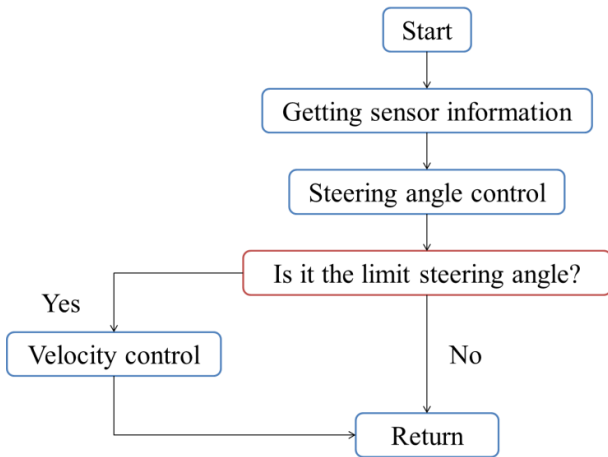 Start
Getting sensor information
Steering angle control
Is it the limit steering angle?
Yes
Velocity control
No
Return